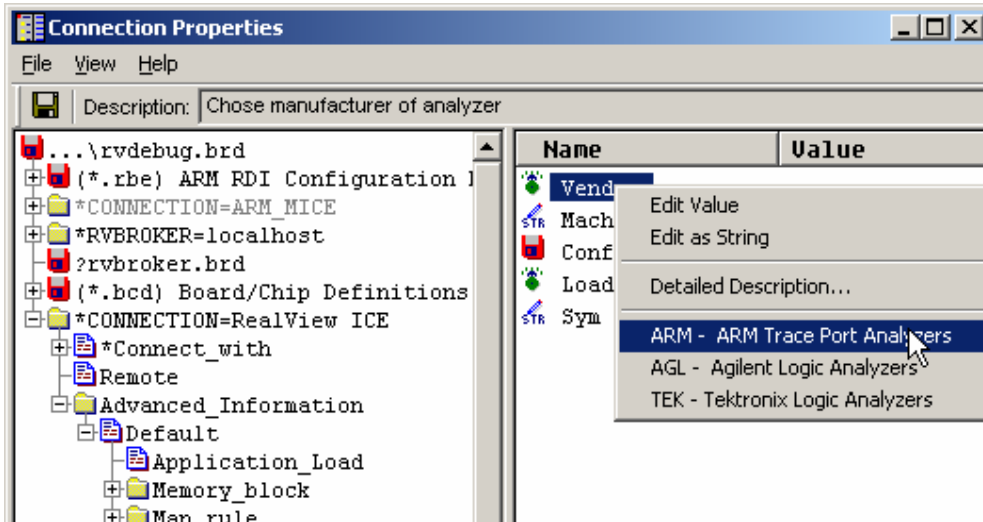 Connection Properties
File View Help
Description: Chose manufacturer of analyzer
...\rvdebug.brd
(*.rbe) ARM RDI Configuration
*CONNECTION=ARM_MICE
*RVBROKER=localhost
?rvbroker.brd
(*.bcd) Board/Chip Definitions
*CONNECTION=RealView ICE
*Connect_with
Remote
Advanced_Information
Default
Application_Load
Memory_block
Map_rule
Name Value
Vend
STR Mach
Conf
Load
STR Sym
Edit Value
Edit as String
Detailed Description...
ARM - ARM Trace Port Analyzers
AGL - Agilent Logic Analyzers
TEK - Tektronix Logic Analyzers